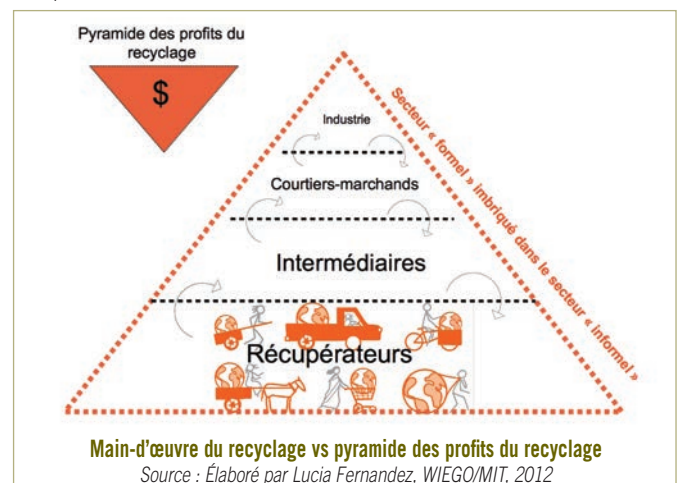 Pyramide des profits du
recyclage
$
Industrie
Courtiers-marchands
Intermédiaires
Récupérateurs
Secteur « formel » imbriqué dans le secteur « informel »
Main-d’œuvre du recyclage vs pyramide des profits du recyclage
Source : Élaboré par Lucia Fernandez, WIEGO/MIT, 2012